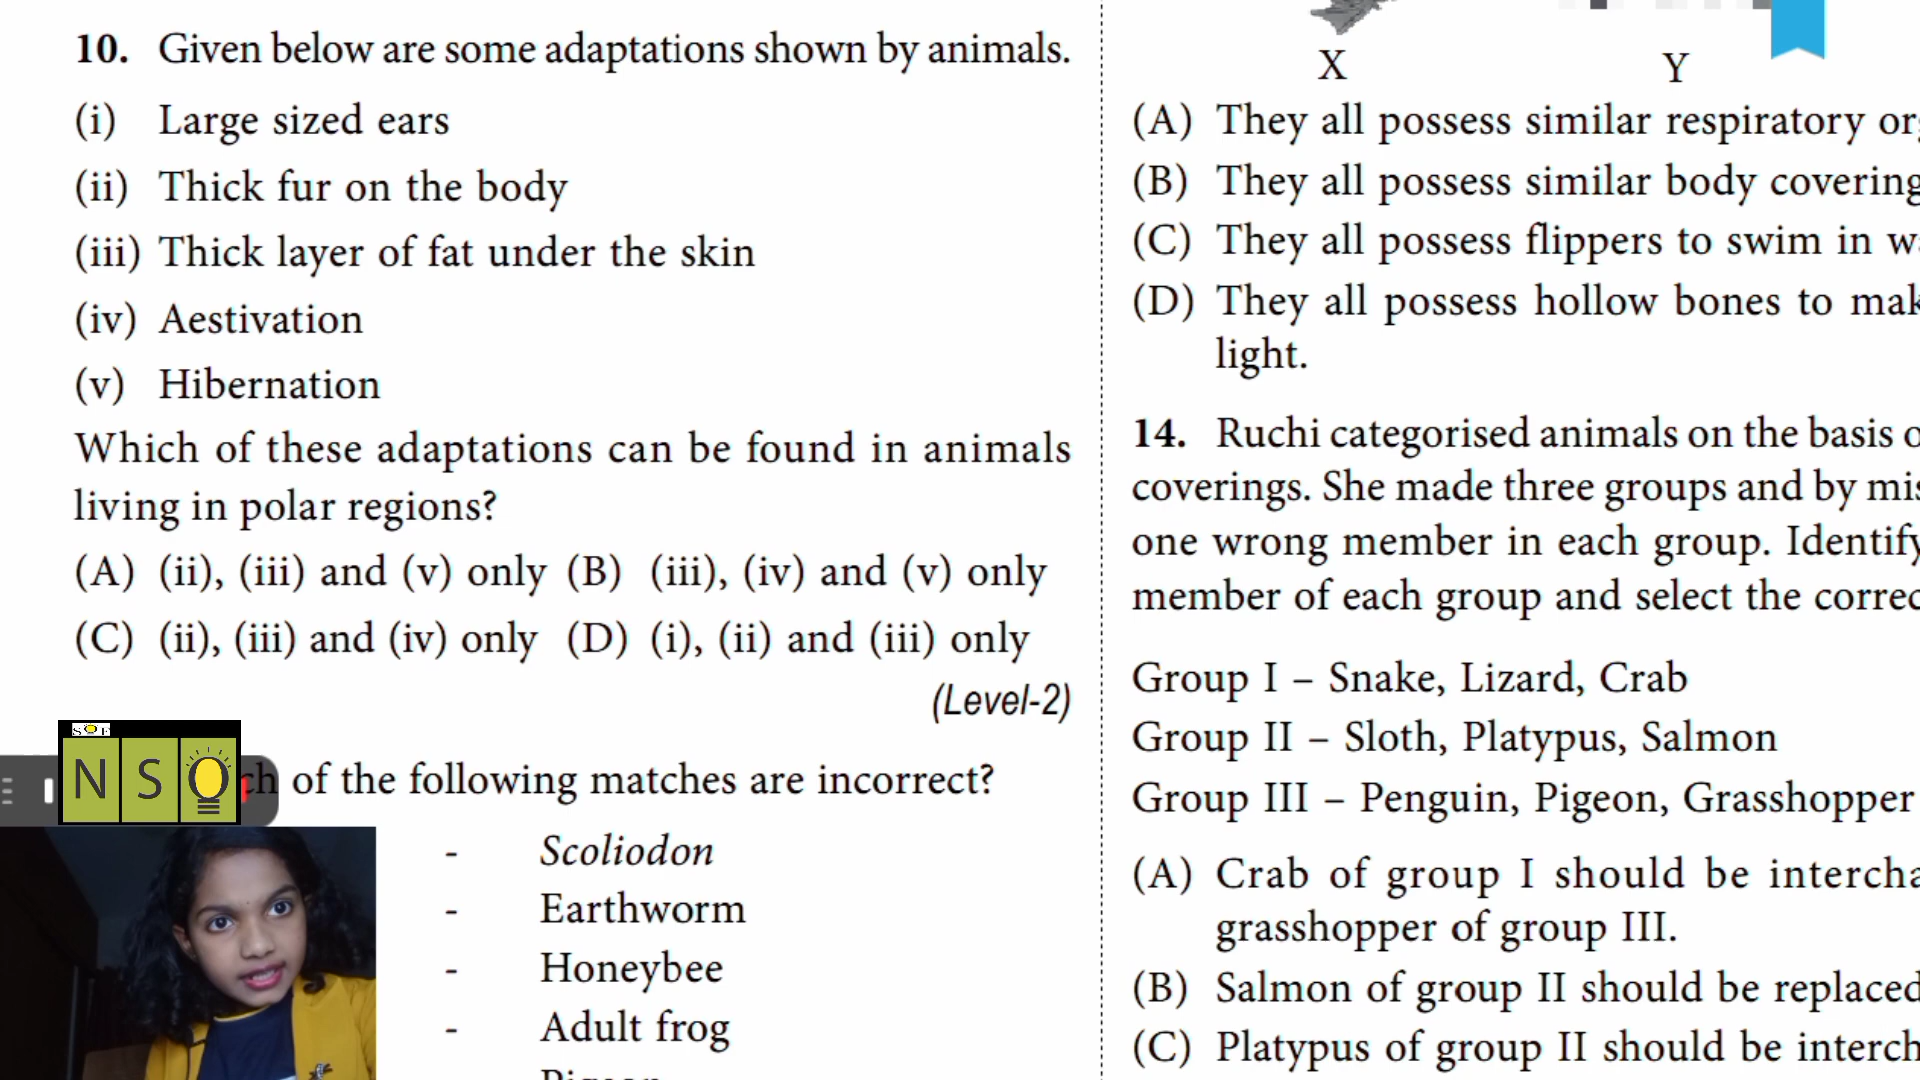 10. Given below are some adaptations shown by animals.
(i) Large sized ears
(ii) Thick fur on the body
(iii) Thick layer of fat under the skin
(iv) Aestivation
(v) Hibernation
Which of these adaptations can be found in animals
living in polar regions?
(A) (ii), (iii) and (v) only (B) (iii), (iv) and (v) only
(C) (ii), (iii) and (iv) only (D) (i), (ii) and (iii) only
(Level-2)
SOF
NSO
of the following matches are incorrect?
- Scoliodon
- Earthworm
- Honeybee
- Adult frog
X Y
(A) They all possess similar respiratory
(B) They all possess similar body covering
(C) They all possess flippers to swim in
(D) They all possess hollow bones to
light.
14. Ruchi categorised animals on the basis
coverings. She made three groups and by
one wrong member in each group. Identify
member of each group and select the
Group I – Snake, Lizard, Crab
Group II – Sloth, Platypus, Salmon
Group III – Penguin, Pigeon, Grasshopper
(A) Crab of group I should be
grasshopper of group III.
(B) Salmon of group II should be replaced
(C) Platypus of group II should be